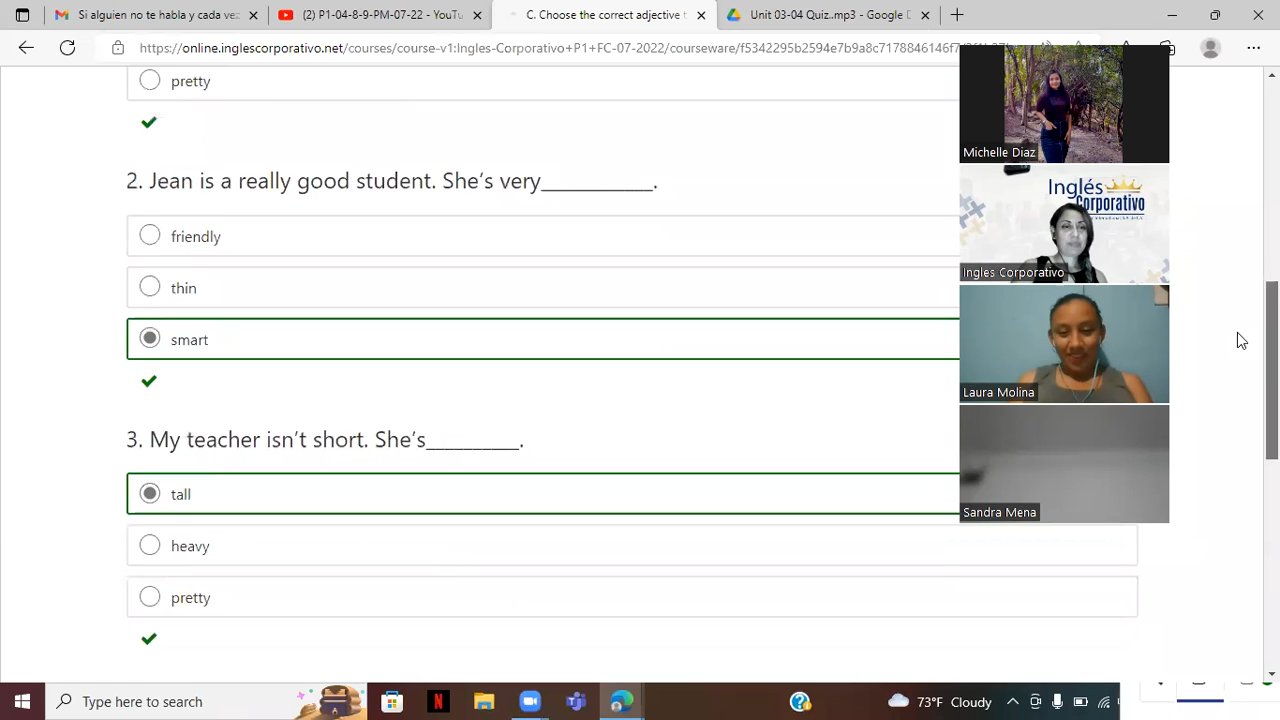 Si alguien no te habla y cada vez
(2) P1-04-8-9-PM-07-22 - YouTu
C. Choose the correct adjective t
Unit 03-04 Quiz.mp3 - Google D
https://online.inglescorporativo.net/courses/course-v1:Ingles-Corporativo+P1+FC-07-2022/courseware/f5342295b2594e7b9a8c7178846146f7/
pretty
Michelle Diaz
2. Jean is a really good student. She's very____________.
friendly
thin
smart
Inglés
Corporativo
Ingles Corporativo
Laura Molina
3. My teacher isn't short. She's__________.
tall
heavy
pretty
Sandra Mena
Type here to search
73°F Cloudy